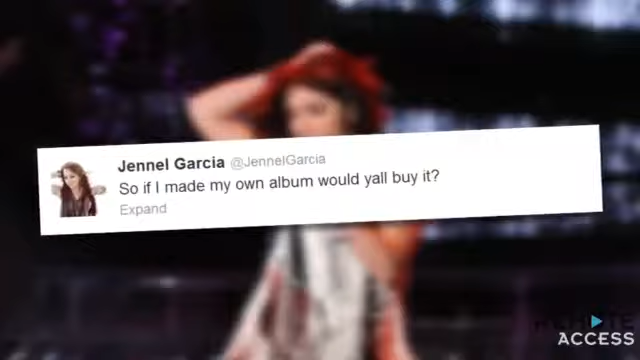 Jennel Garcia @JennelGarcia
So if I made my own album would yall buy it?
Expand
ACCESS